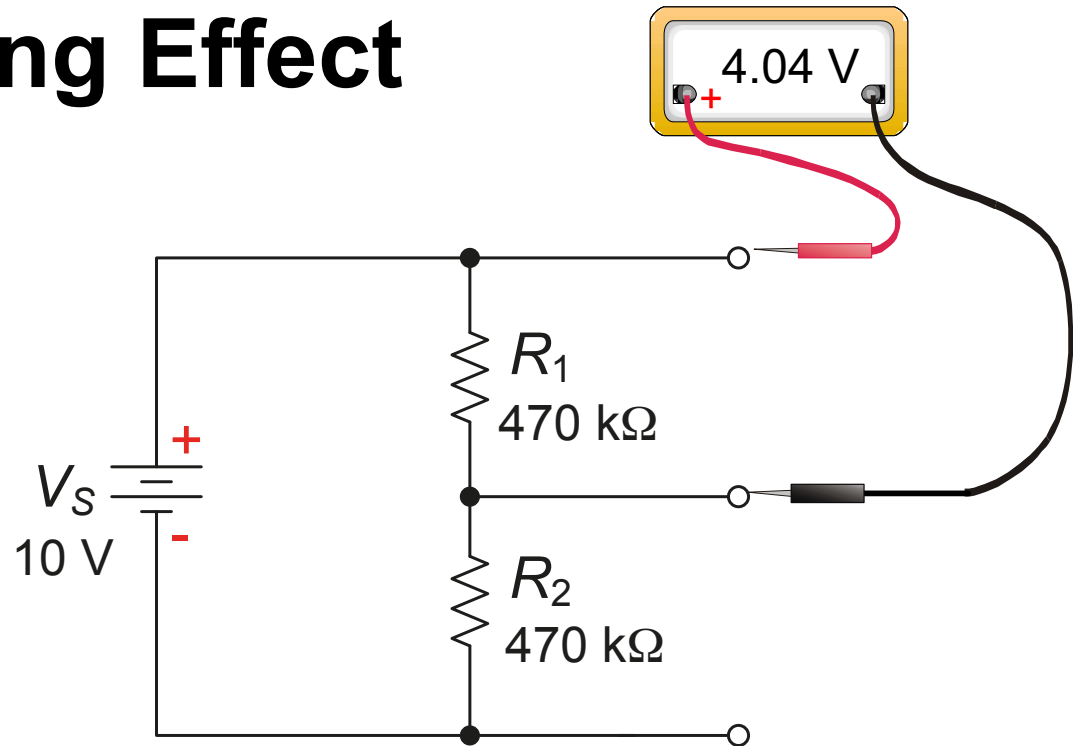 ng Effect
4.04 V
+
R1
470 kΩ
+
VS
10 V
-
R2
470 kΩ